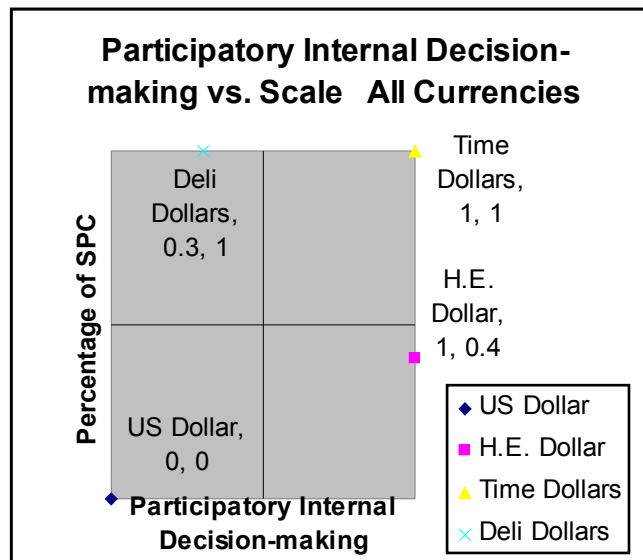 Participatory Internal Decision-
making vs. Scale   All Currencies
Percentage of SPC
Deli
Dollars,
0.3, 1
Time
Dollars,
1, 1
H.E.
Dollar,
1, 0.4
US Dollar,
0, 0
Participatory Internal
Decision-making
US Dollar
H.E. Dollar
Time Dollars
Deli Dollars